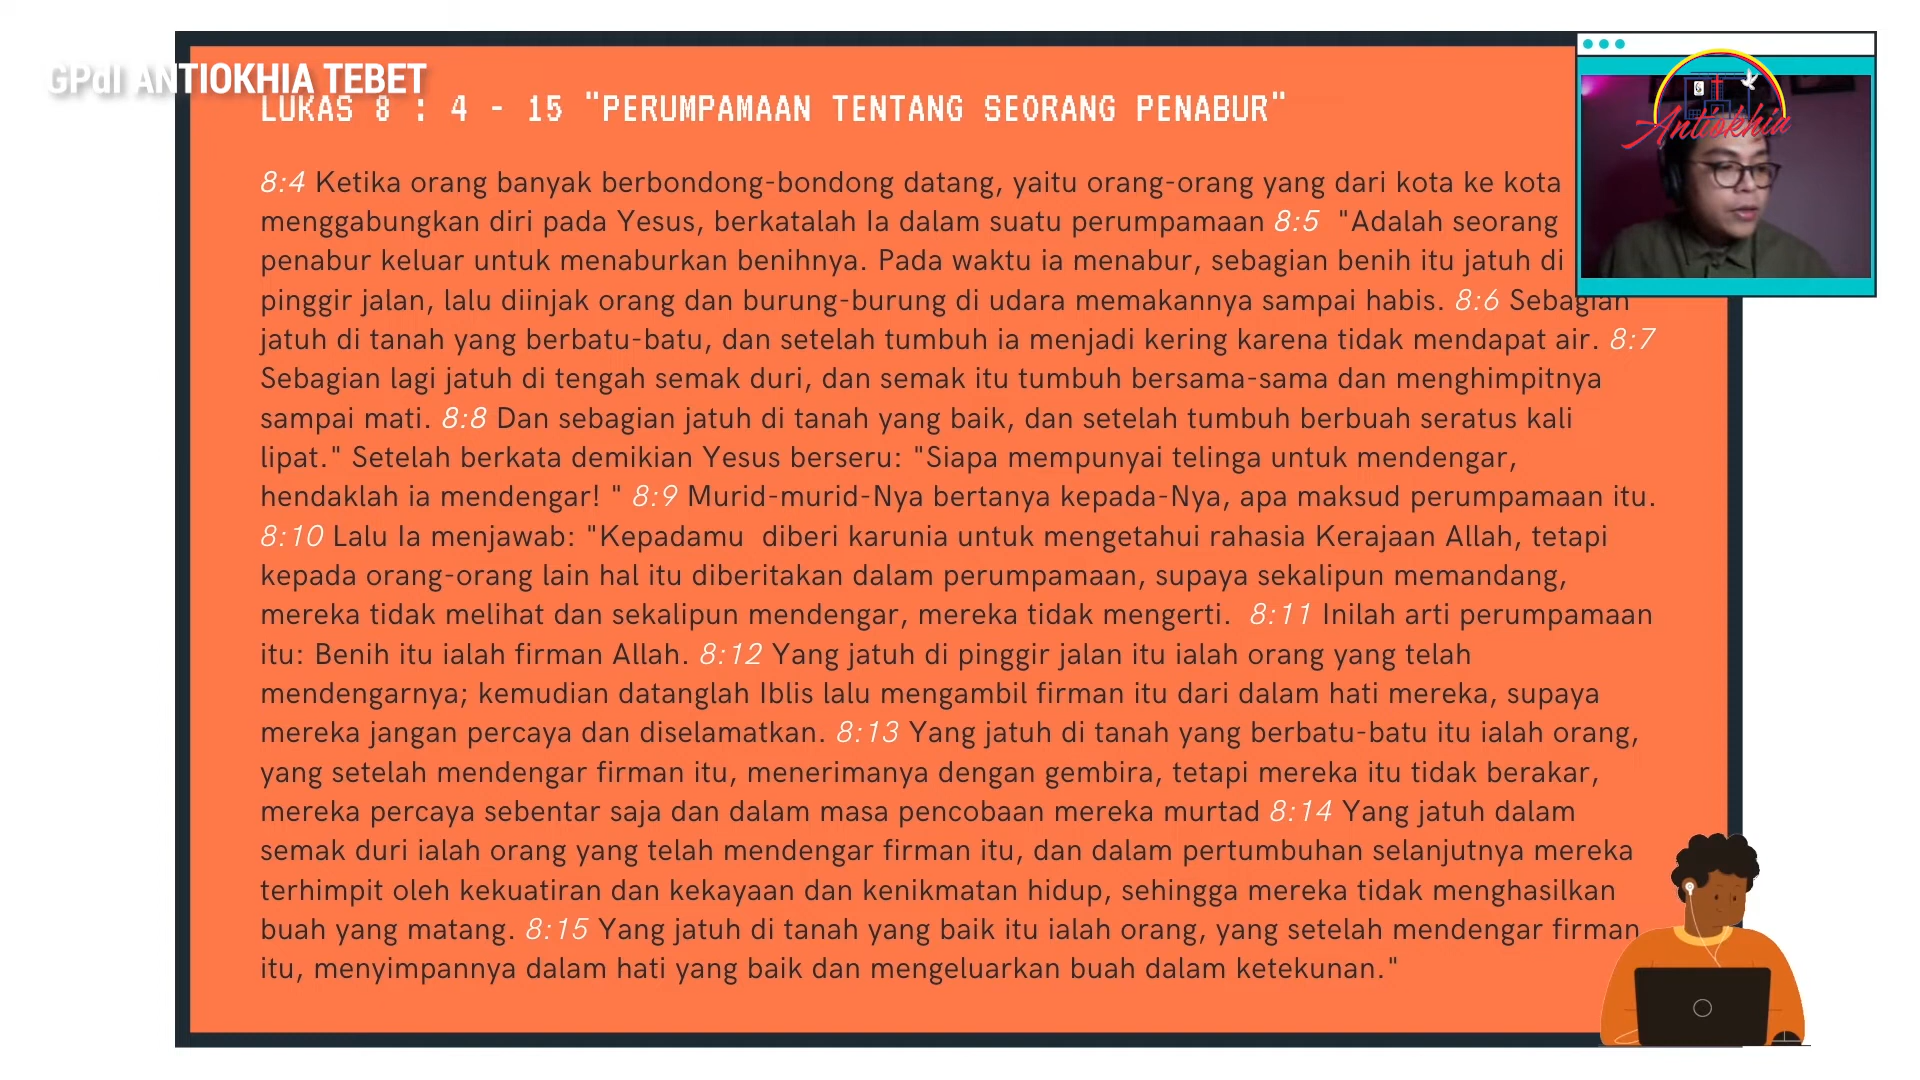 GPdI ANTIOKHIA TEBET
LUKAS 8 : 4 - 15 "PERUMPAMAAN TENTANG SEORANG PENABUR"
Antiokhia
8:4 Ketika orang banyak berbondong-bondong datang, yaitu orang-orang yang dari kota ke kota
menggabungkan diri pada Yesus, berkatalah Ia dalam suatu perumpamaan 8:5 "Adalah seorang
penabur keluar untuk menaburkan benihnya. Pada waktu ia menabur, sebagian benih itu jatuh di
pinggir jalan, lalu diinjak orang dan burung-burung di udara memakannya sampai habis. 8:6 Sebagian
jatuh di tanah yang berbatu-batu, dan setelah tumbuh ia menjadi kering karena tidak mendapat air. 8:7
Sebagian lagi jatuh di tengah semak duri, dan semak itu tumbuh bersama-sama dan menghimpitnya
sampai mati. 8:8 Dan sebagian jatuh di tanah yang baik, dan setelah tumbuh berbuah seratus kali
lipat." Setelah berkata demikian Yesus berseru: "Siapa mempunyai telinga untuk mendengar,
hendaklah ia mendengar! " 8:9 Murid-murid-Nya bertanya kepada-Nya, apa maksud perumpamaan itu.
8:10 Lalu Ia menjawab: "Kepadamu  diberi karunia untuk mengetahui rahasia Kerajaan Allah, tetapi
kepada orang-orang lain hal itu diberitakan dalam perumpamaan, supaya sekalipun memandang,
mereka tidak melihat dan sekalipun mendengar, mereka tidak mengerti.  8:11 Inilah arti perumpamaan
itu: Benih itu ialah firman Allah. 8:12 Yang jatuh di pinggir jalan itu ialah orang yang telah
mendengarnya; kemudian datanglah Iblis lalu mengambil firman itu dari dalam hati mereka, supaya
mereka jangan percaya dan diselamatkan. 8:13 Yang jatuh di tanah yang berbatu-batu itu ialah orang,
yang setelah mendengar firman itu, menerimanya dengan gembira, tetapi mereka itu tidak berakar,
mereka percaya sebentar saja dan dalam masa pencobaan mereka murtad 8:14 Yang jatuh dalam
semak duri ialah orang yang telah mendengar firman itu, dan dalam pertumbuhan selanjutnya mereka
terhimpit oleh kekuatiran dan kekayaan dan kenikmatan hidup, sehingga mereka tidak menghasilkan
buah yang matang. 8:15 Yang jatuh di tanah yang baik itu ialah orang, yang setelah mendengar firman
itu, menyimpannya dalam hati yang baik dan mengeluarkan buah dalam ketekunan."